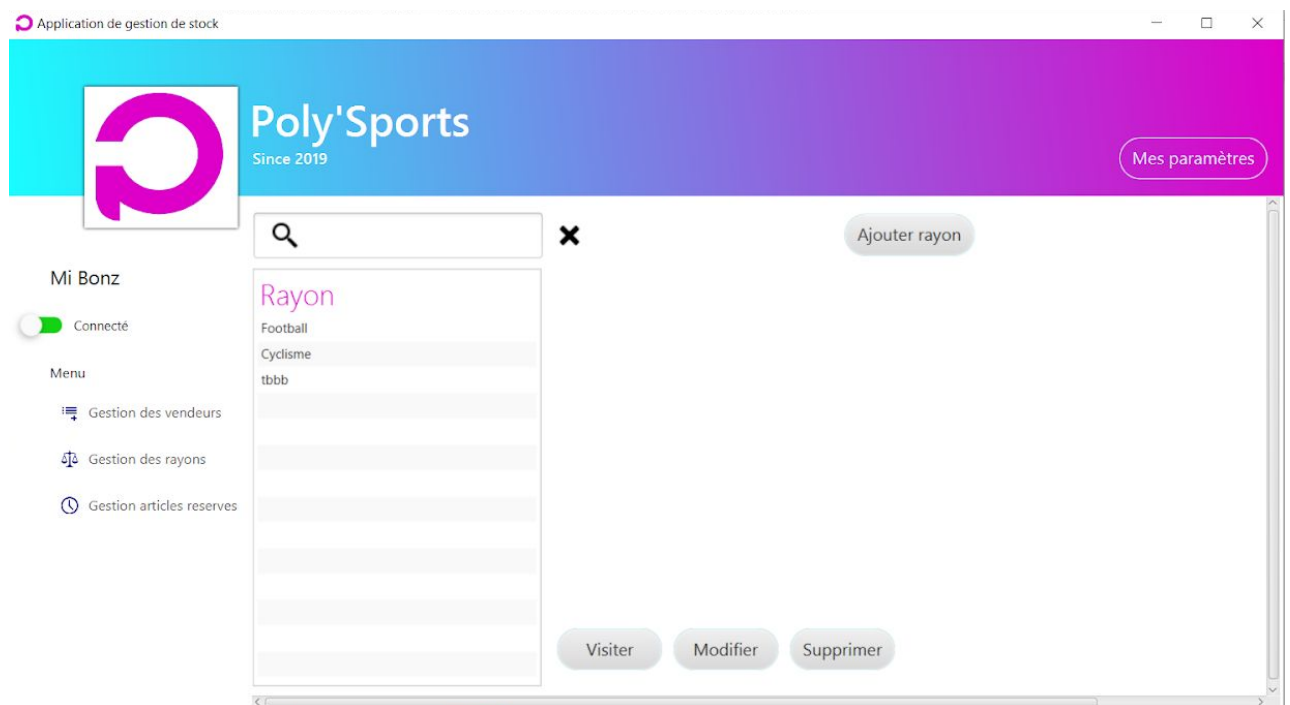 Application de gestion de stock
Poly'Sports
Since 2019
Mes paramètres
Ajouter rayon
Mi Bonz
Connecté
Menu
Gestion des vendeurs
Gestion des rayons
Gestion articles reserves
Rayon
Football
Cyclisme
tbbb
Visiter
Modifier
Supprimer